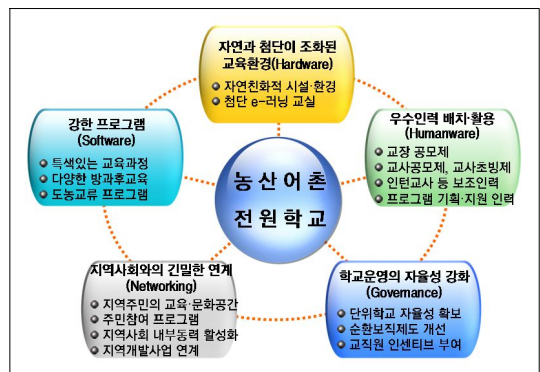 자연과 첨단이 조화된
교육환경(Hardware)
자연친화적 시설·환경
첨단 e-러닝 교실
강한 프로그램
(Software)
특색있는 교육과정
다양한 방과후교육
도농교류 프로그램
우수인력 배치·활용
(Humanware)
교장 공모제
교사공모제, 교사초빙제
인턴교사 등 보조인력
프로그램 기획·지원 인력
농산어촌
전원학교
지역사회와의 긴밀한 연계
(Networking)
지역주민의 교육·문화공간
주민참여 프로그램
지역사회 내부동력 활성화
지역개발사업 연계
학교운영의 자율성 강화
(Governance)
단위학교 자율성 확보
순환보직제도 개선
교직원 인센티브 부여